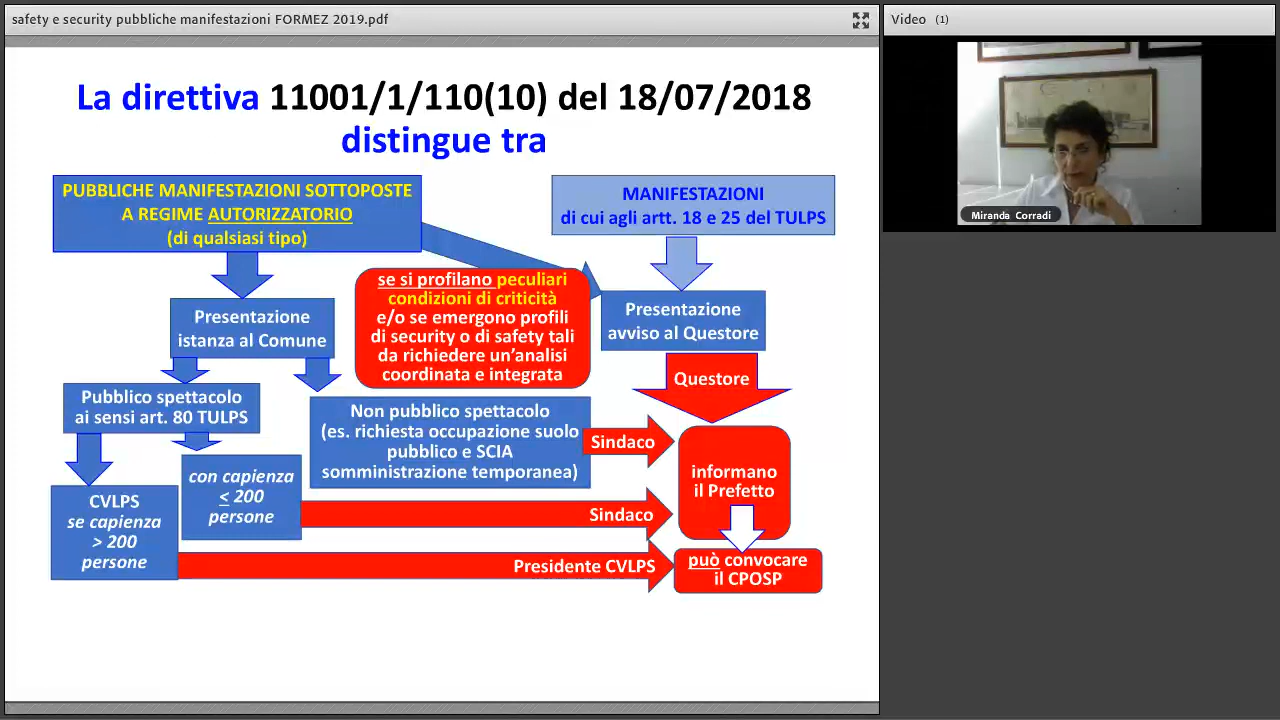 safety e security pubbliche manifestazioni FORMEZ 2019.pdf
Video (1)
Miranda Corradi
La direttiva 11001/1/110(10) del 18/07/2018
distingue tra
PUBBLICHE MANIFESTAZIONI SOTTOPOSTE
A REGIME AUTORIZZATORIO
(di qualsiasi tipo)
MANIFESTAZIONI
di cui agli artt. 18 e 25 del TULPS
se si profilano peculiari
condizioni di criticità
e/o se emergono profili
di security o di safety tali
da richiedere un'analisi
coordinata e integrata
Presentazione
istanza al Comune
Presentazione
avviso al Questore
Questore
Pubblico spettacolo
ai sensi art. 80 TULPS
Non pubblico spettacolo
(es. richiesta occupazione suolo
pubblico e SCIA
somministrazione temporanea)
Sindaco
informano
il Prefetto
con capienza
≤ 200
persone
Sindaco
CVLPS
se capienza
> 200
persone
Presidente CVLPS
può convocare
il CPOSP